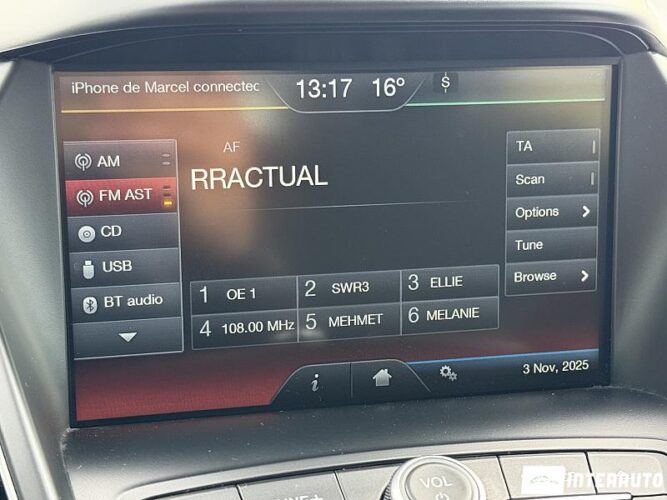 iPhone de Marcel connected
13:17 16° S
AM
FM AST
CD
USB
BT audio
AF
RRACTUAL
TA
Scan
Options
Tune
Browse
1 OE 1
2 SWR3
3 ELLIE
4 108.00 MHz
5 MEHMET
6 MELANIE
i
3 Nov, 2025
VOL
INTERAUTO